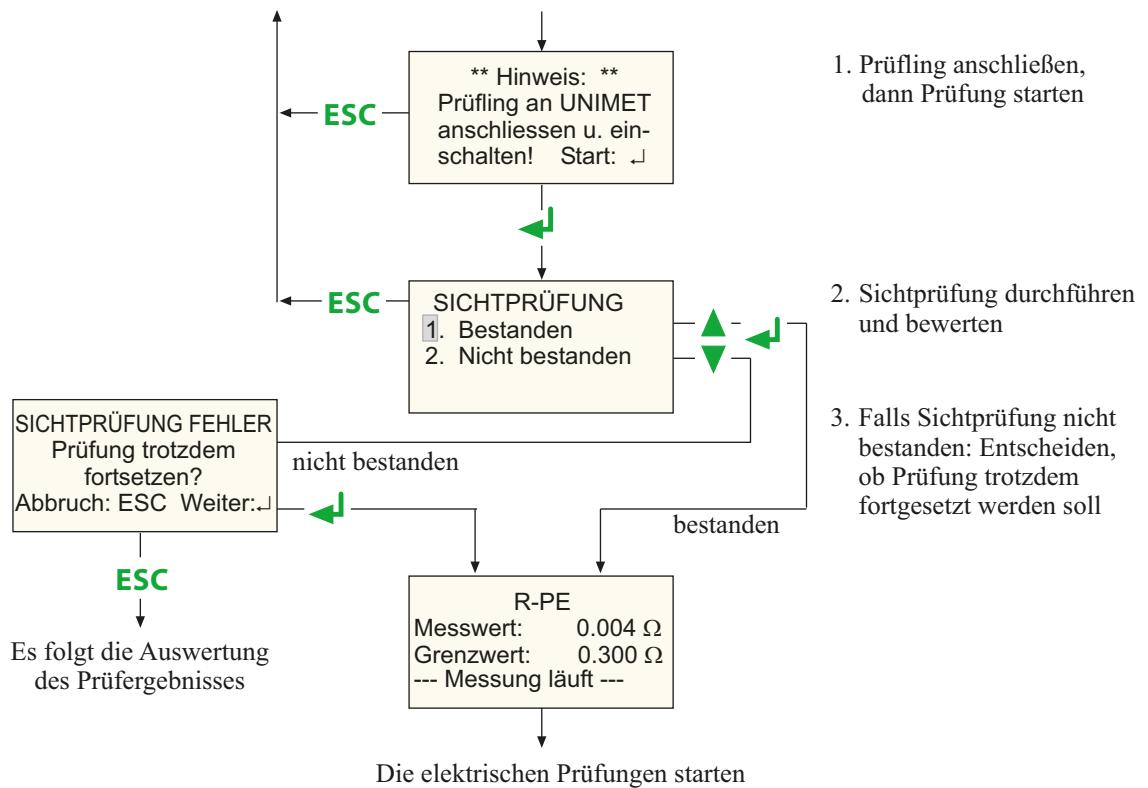 ** Hinweis: **
Prüfling an UNIMET
anschliessen u. ein-
schalten! Start: ↵
ESC
1. Prüfling anschließen,
dann Prüfung starten
ESC
SICHTPRÜFUNG
1. Bestanden
2. Nicht bestanden
2. Sichtprüfung durchführen
und bewerten
SICHTPRÜFUNG FEHLER
Prüfung trotzdem
fortsetzen?
Abbruch: ESC Weiter:↵
nicht bestanden
3. Falls Sichtprüfung nicht
bestanden: Entscheiden,
ob Prüfung trotzdem
fortgesetzt werden soll
bestanden
ESC
Es folgt die Auswertung
des Prüfergebnisses
R-PE
Messwert: 0.004 Ω
Grenzwert: 0.300 Ω
--- Messung läuft ---
Die elektrischen Prüfungen starten